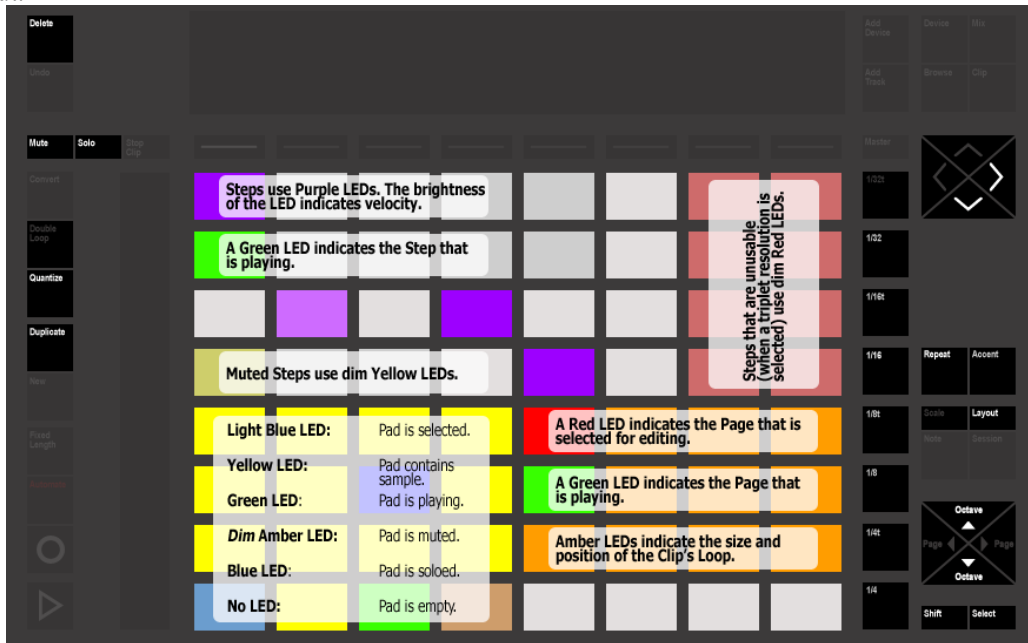 Delete
Add
Device
Device
Mix
Undo
Add
Track
Browse
Clip
Mute
Solo
Stop
Clip
Master
Convert
Steps use Purple LEDs. The brightness
of the LED indicates velocity.
Steps that are unusable
(when a triplet resolution is
selected) use dim Red LEDs.
1/32t
Double
Loop
A Green LED indicates the Step that
is playing.
1/32
Quantize
1/16t
Duplicate
Muted Steps use dim Yellow LEDs.
1/16
Repeat
Accent
New
Light Blue LED: Pad is selected.
A Red LED indicates the Page that is
selected for editing.
1/8t
Scale
Layout
Fixed
Length
Note
Session
Yellow LED: Pad contains
sample.
Green LED: Pad is playing.
A Green LED indicates the Page that
is playing.
1/8
Octave
Dim Amber LED: Pad is muted.
Amber LEDs indicate the size and
position of the Clip's Loop.
1/4t
Page
Page
Blue LED: Pad is soloed.
Octave
No LED: Pad is empty.
1/4
Shift
Select